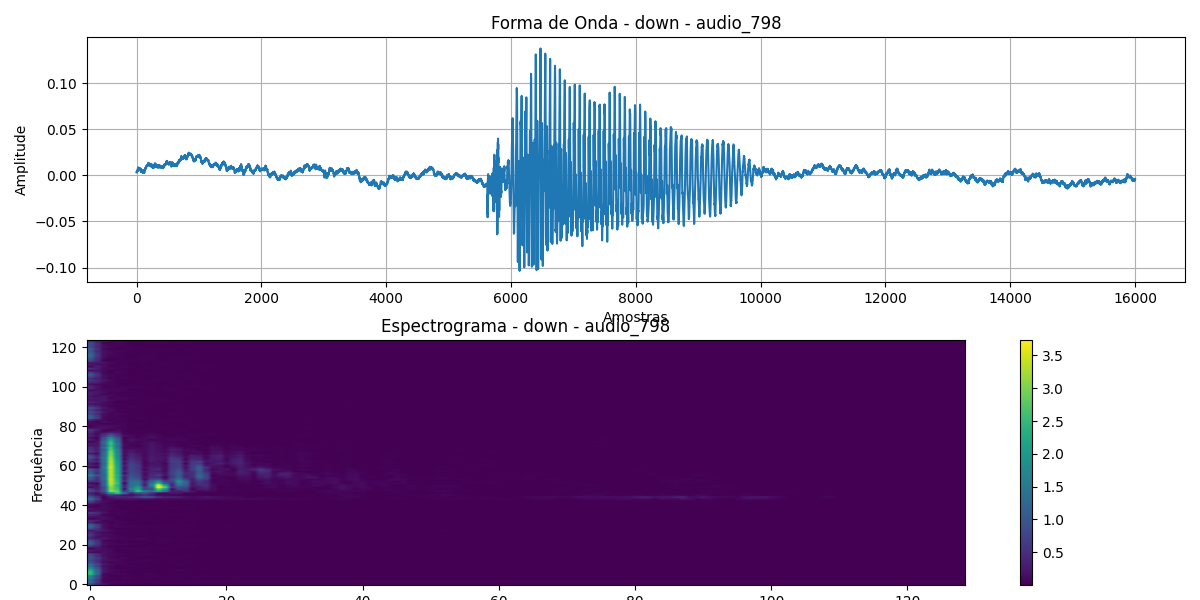 Forma de Onda - down - audio_798
0.10
0.05
0.00
−0.05
−0.10
Amplitude
0 2000 4000 6000 8000 10000 12000 14000 16000
Amostras
Espectrograma - down - audio_798
120
100
80
60
40
20
0
Frequência
0 20 40 60 80 100 120
3.5
3.0
2.5
2.0
1.5
1.0
0.5